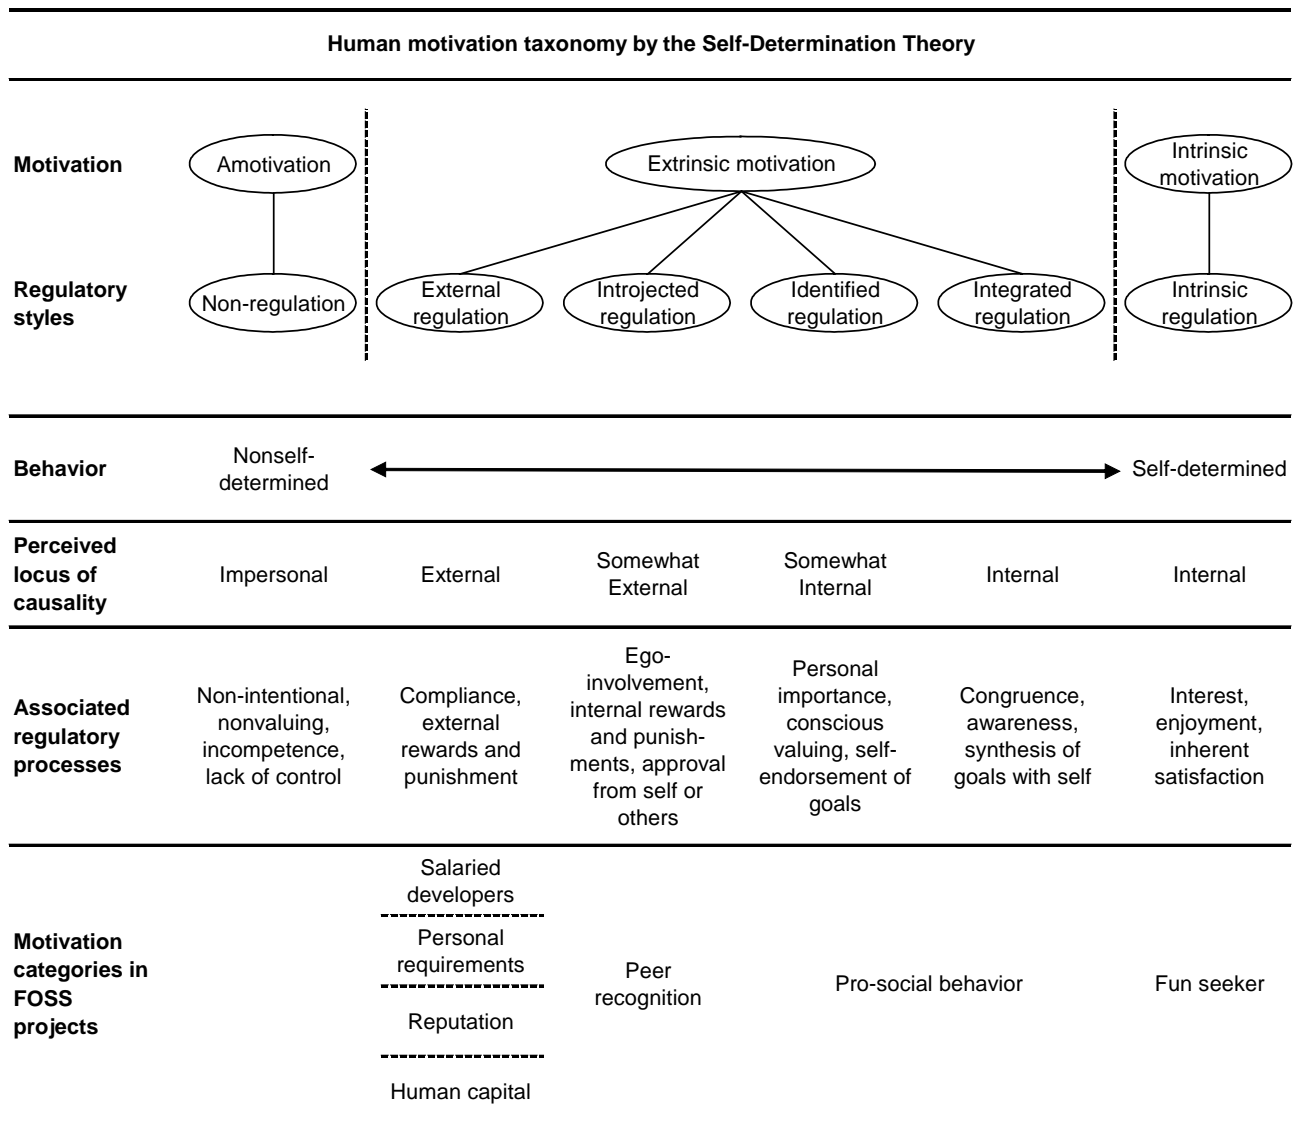 Human motivation taxonomy by the Self-Determination Theory
Motivation
Amotivation
Extrinsic motivation
Intrinsic
motivation
Regulatory
styles
Non-regulation
External
regulation
Introjected
regulation
Identified
regulation
Integrated
regulation
Intrinsic
regulation
Behavior
Nonself-
determined
Self-determined
Perceived
locus of
causality
Impersonal
External
Somewhat
External
Somewhat
Internal
Internal
Internal
Associated
regulatory
processes
Non-intentional,
nonvaluing,
incompetence,
lack of control
Compliance,
external
rewards and
punishment
Ego-
involvement,
internal rewards
and punish-
ments, approval
from self or
others
Personal
importance,
conscious
valuing, self-
endorsement of
goals
Congruence,
awareness,
synthesis of
goals with self
Interest,
enjoyment,
inherent
satisfaction
Motivation
categories in
FOSS
projects
Salaried
developers
Personal
requirements
Reputation
Human capital
Peer
recognition
Pro-social behavior
Fun seeker